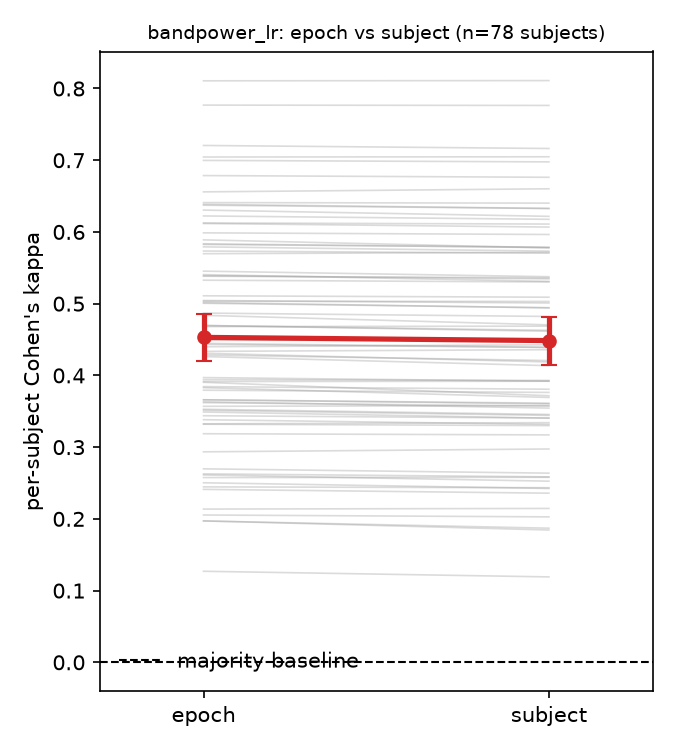 bandpower_lr: epoch vs subject (n=78 subjects)
per-subject Cohen's kappa
0.8
0.7
0.6
0.5
0.4
0.3
0.2
0.1
0.0
majority baseline
epoch subject